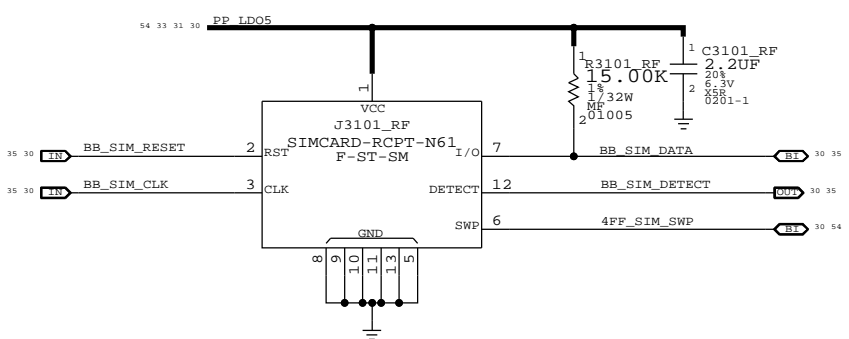 54 33 31 30 PP_LDO5
1 C3101_RF
1 R3101_RF 2.2UF
15.00K 20%
1% 6.3V
1/32W 2 X5R
MF 0201-1
2 01005
1
VCC
J3101_RF
SIMCARD-RCPT-N61
F-ST-SM
35 30 IN BB_SIM_RESET 2 RST I/O 7 BB_SIM_DATA BI 30 35
35 30 IN BB_SIM_CLK 3 CLK DETECT 12 BB_SIM_DETECT OUT 30 35
SWP 6 4FF_SIM_SWP BI 30 54
GND
8 9 10 11 13 5